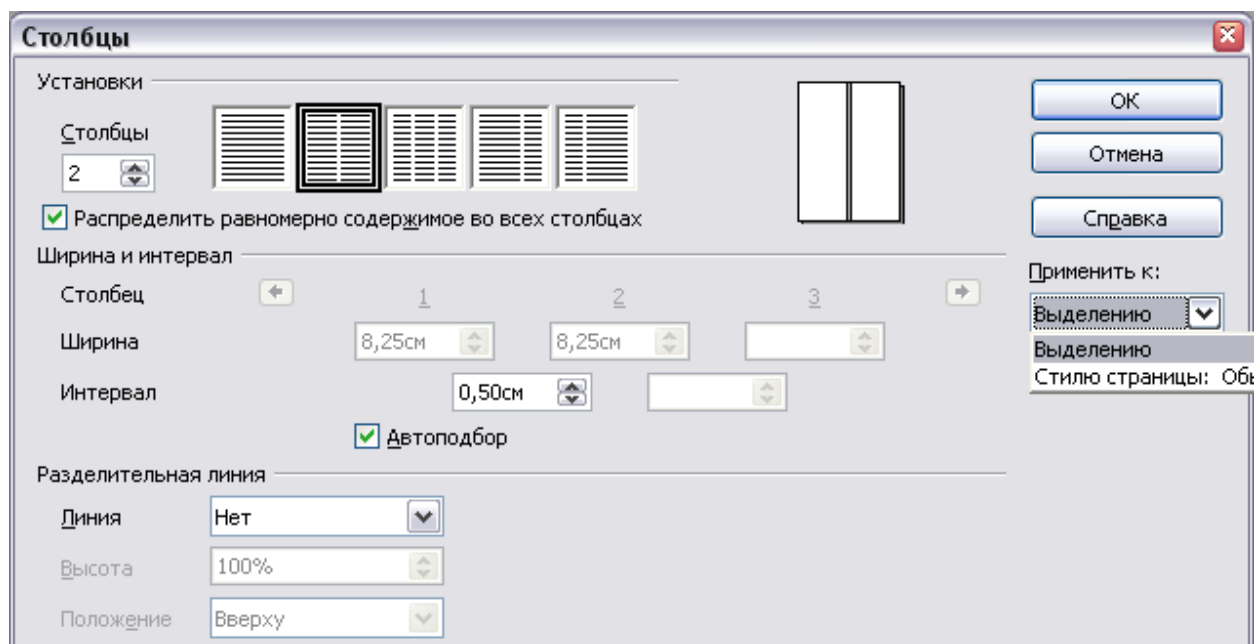 Столбцы
Установки
Столбцы
2
Распределить равномерно содержимое во всех столбцах
Ширина и интервал
Столбец 1 2 3
Ширина 8,25см 8,25см
Интервал 0,50см
Автоподбор
Разделительная линия
Линия Нет
Высота 100%
Положение Вверху
ОК
Отмена
Справка
Применить к:
Выделению
Выделению
Стилю страницы: Обы